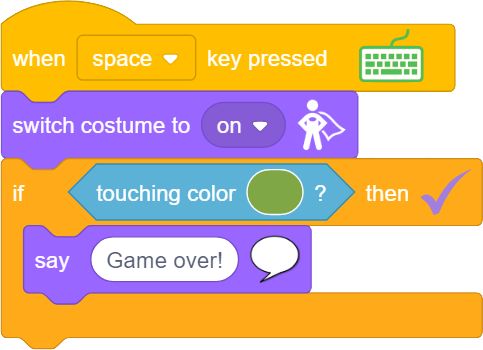 when space key pressed
switch costume to on
if touching color ? then
say Game over!